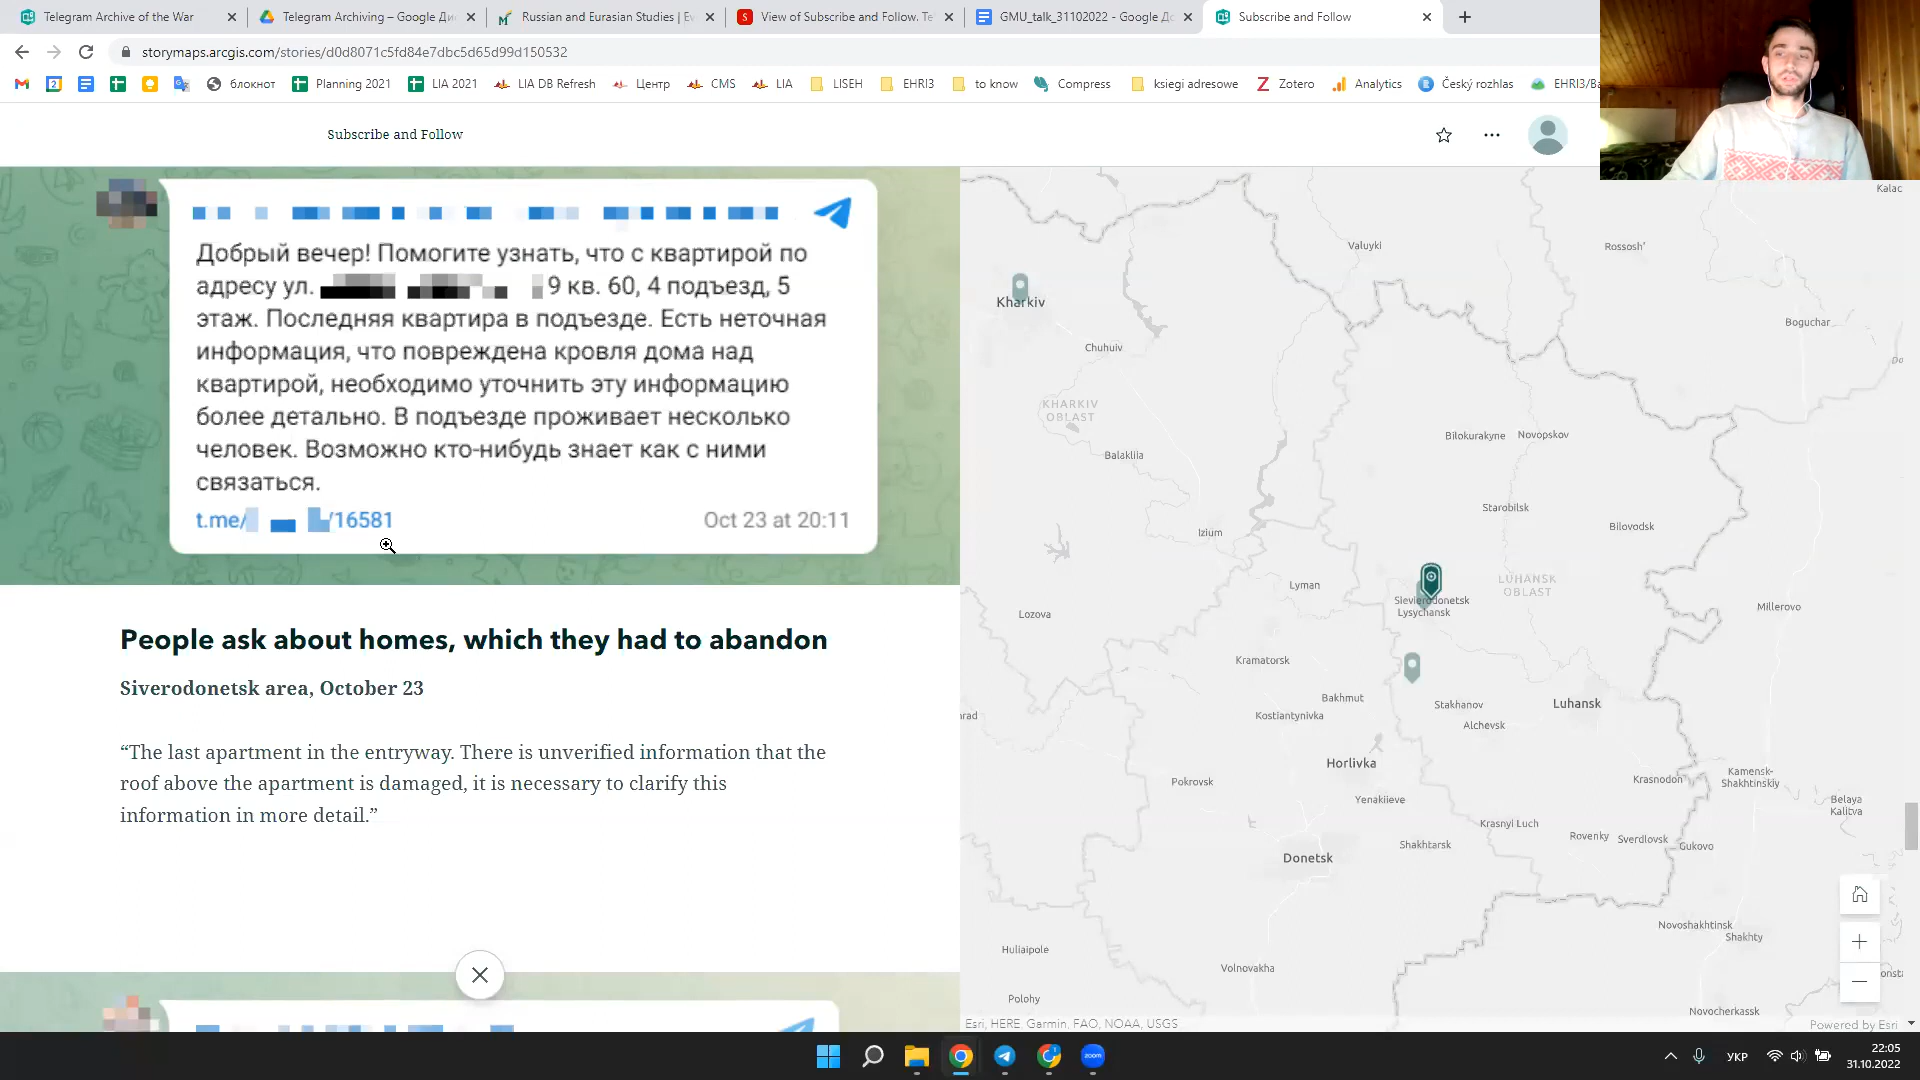 Telegram Archive of the War
Telegram Archiving – Google Ди
Russian and Eurasian Studies | Ev
View of Subscribe and Follow. Te
GMU_talk_31102022 - Google До
Subscribe and Follow
storymaps.arcgis.com/stories/d0d8071c5fd84e7dbc5d65d99d150532
блокнот
Planning 2021
LIA 2021
LIA DB Refresh
Центр
CMS
LIA
LISEH
EHRI3
to know
Compress
ksiegi adresowe
Zotero
Analytics
Český rozhlas
EHRI3/Ba
Subscribe and Follow
Добрый вечер! Помогите узнать, что с квартирой по
адресу ул. 9 кв. 60, 4 подъезд, 5
этаж. Последняя квартира в подъезде. Есть неточная
информация, что повреждена кровля дома над
квартирой, необходимо уточнить эту информацию
более детально. В подъезде проживает несколько
человек. Возможно кто-нибудь знает как с ними
связаться.
t.me/ /16581
Oct 23 at 20:11
People ask about homes, which they had to abandon
Siverodonetsk area, October 23
“The last apartment in the entryway. There is unverified information that the
roof above the apartment is damaged, it is necessary to clarify this
information in more detail.”
Kalac
Valuyki
Rossosh'
Kharkiv
Boguchar
Chuhuiv
Do
KHARKIV
OBLAST
Bilokurakyne
Novopskov
Balakliia
Starobilsk
Bilovodsk
Izium
Lyman
LUHANSK
OBLAST
Sievierodonetsk
Lysychansk
Lozova
Millerovo
Kramatorsk
Bakhmut
Stakhanov
Luhansk
Kostiantynivka
Alchevsk
rad
Horlivka
Pokrovsk
Krasnodon
Kamensk-
Shakhtinskiy
Yenakiieve
Belaya
Kalitva
Krasnyi Luch
Rovenky
Sverdlovsk
Gukovo
Shakhtarsk
Donetsk
Novoshakhtinsk
Shakhty
Huliaipole
Volnovakha
Polohy
Novocherkassk
onsta
Esri, HERE, Garmin, FAO, NOAA, USGS
Powered by Esri
zoom
УКР
22:05
31.10.2022